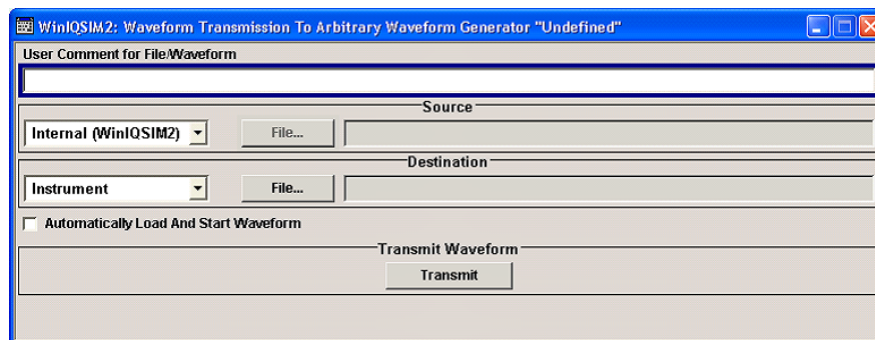 WinIQSIM2: Waveform Transmission To Arbitrary Waveform Generator "Undefined"
User Comment for File/Waveform
Source
Internal (WinIQSIM2) File...
Destination
Instrument File...
Automatically Load And Start Waveform
Transmit Waveform
Transmit